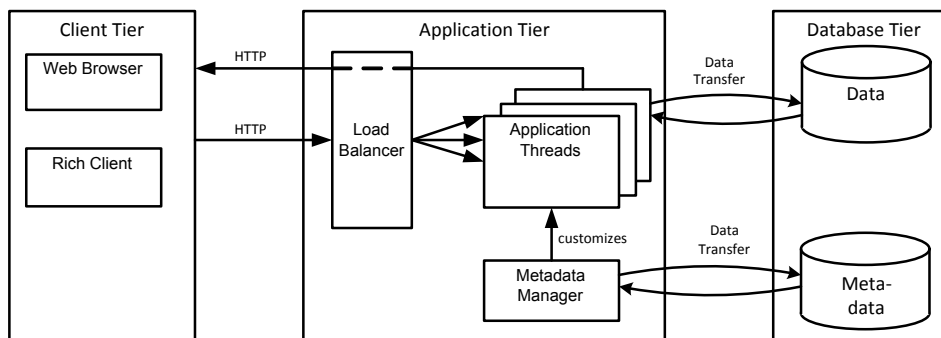 Client Tier
Web Browser
Rich Client
HTTP
HTTP
Application Tier
Load
Balancer
Application
Threads
customizes
Metadata
Manager
Data
Transfer
Data
Transfer
Database Tier
Data
Meta-
data